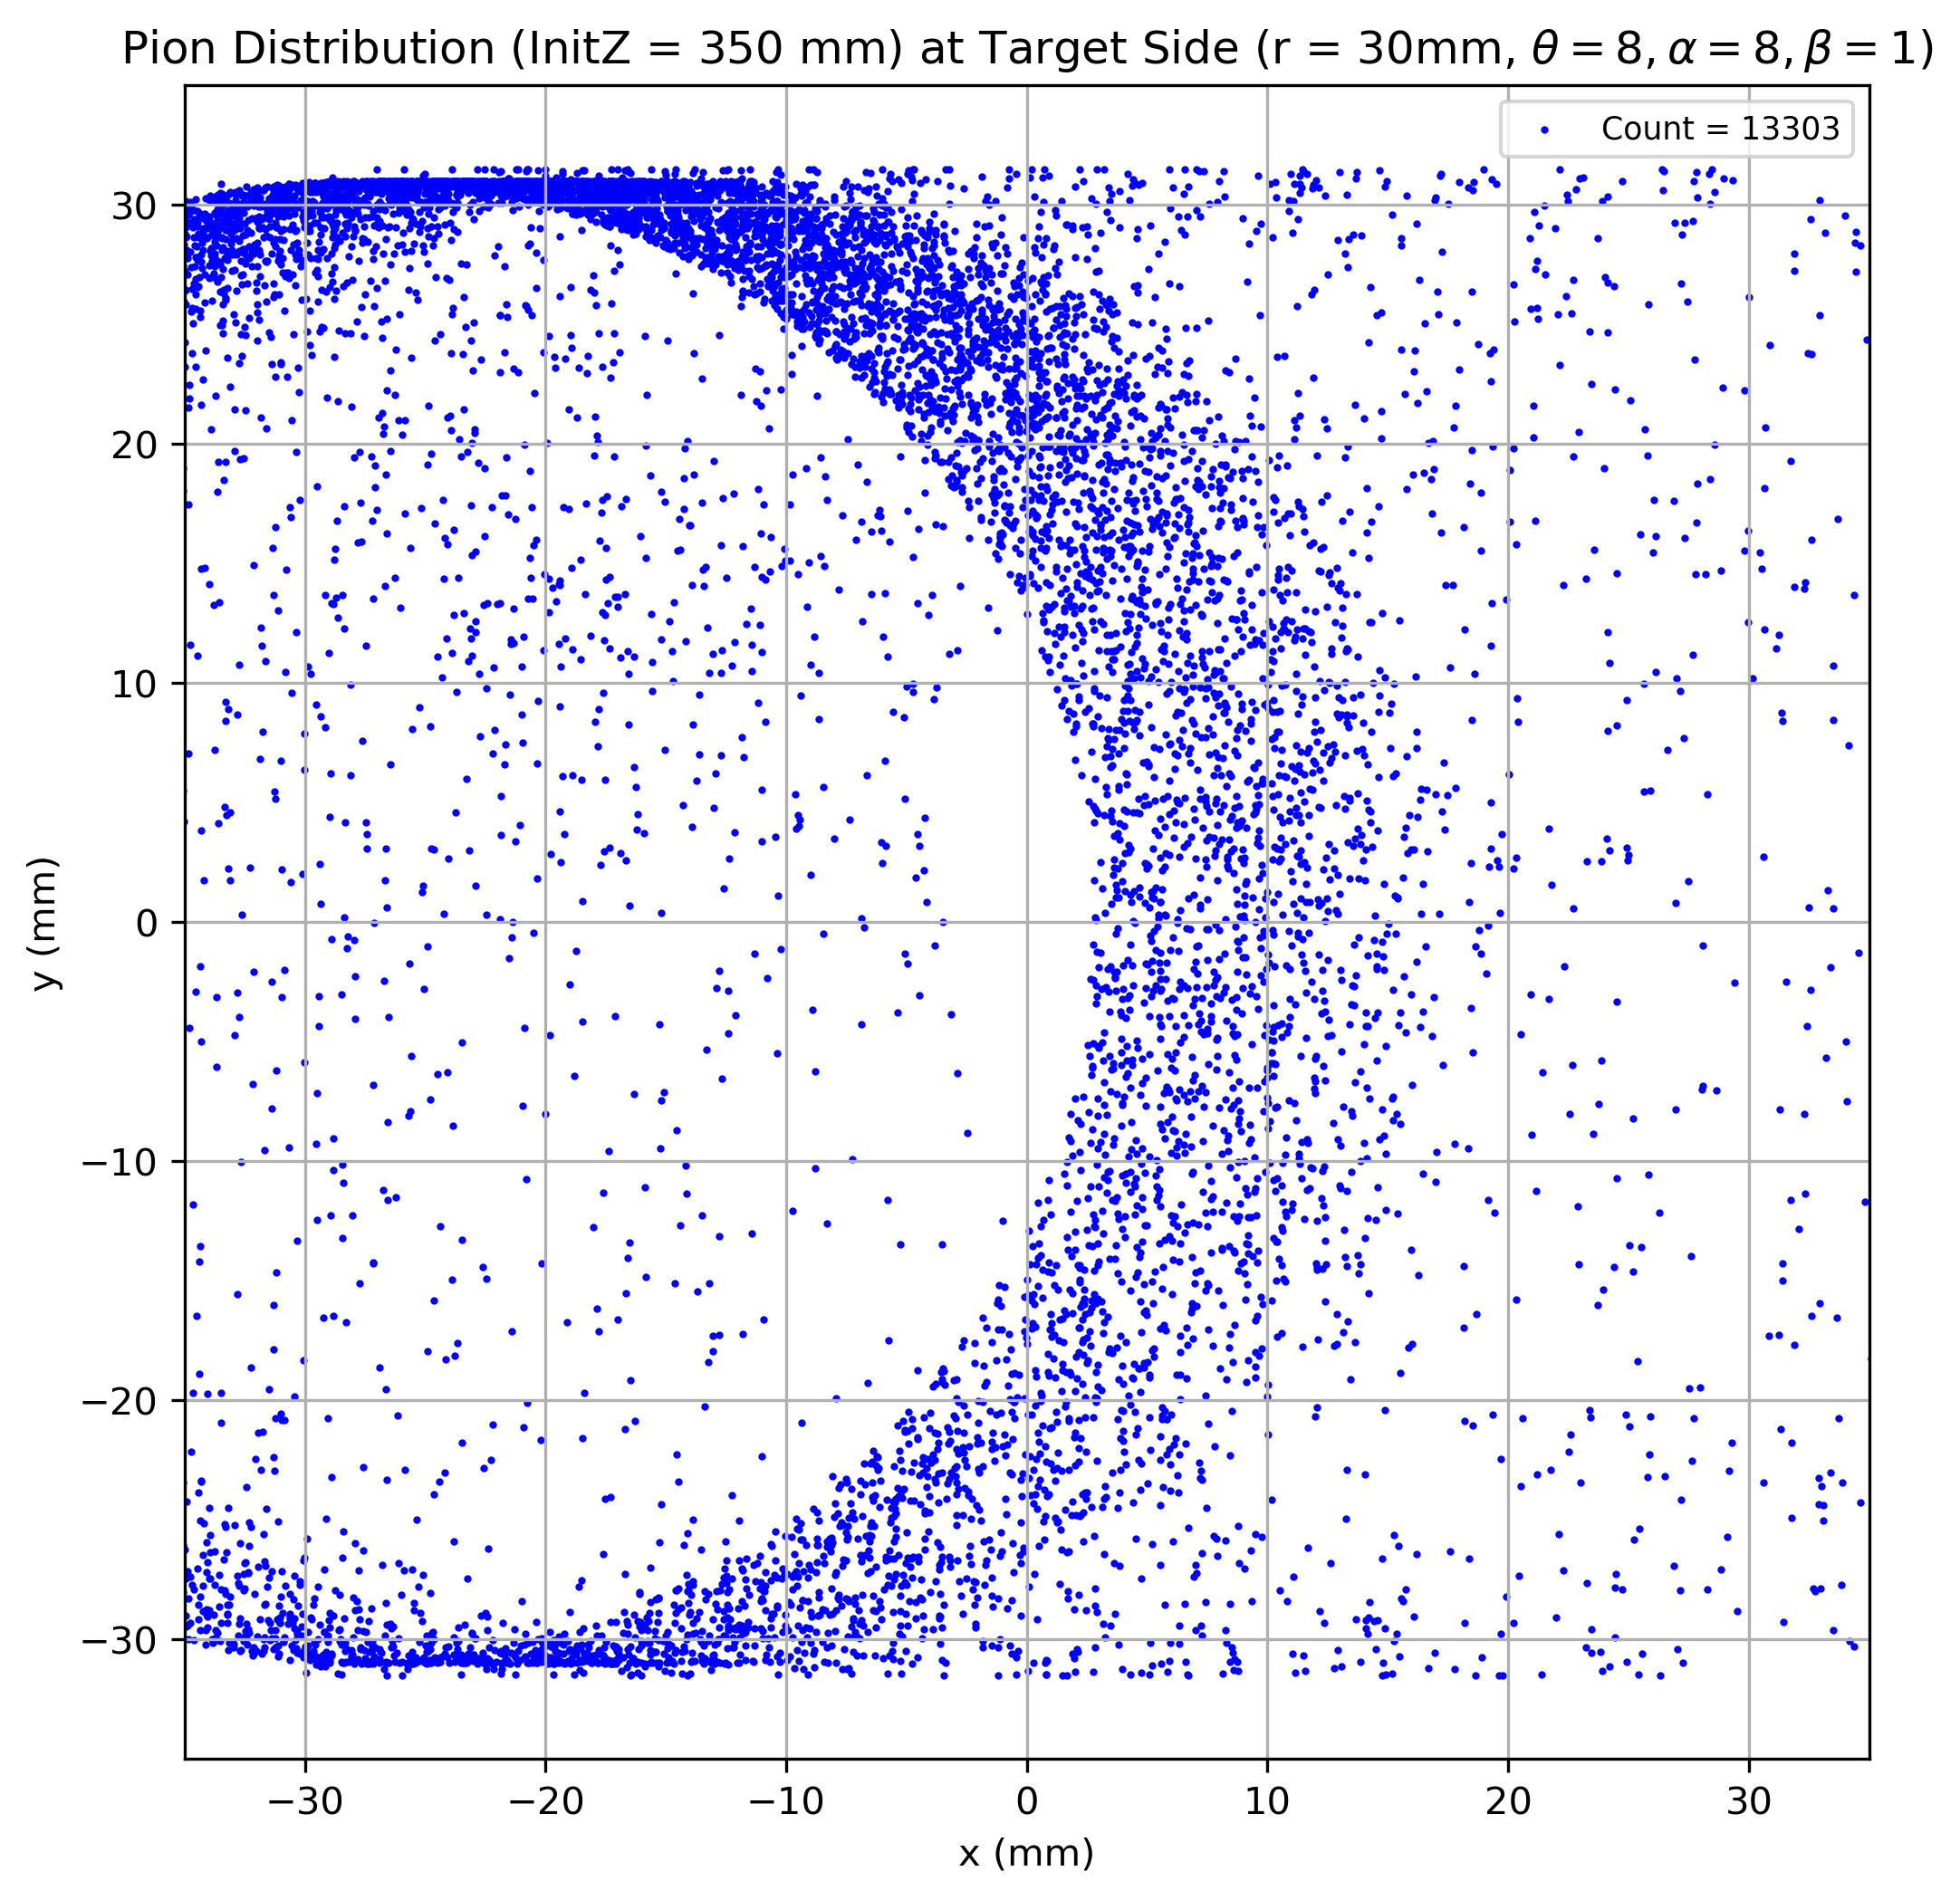 Pion Distribution (InitZ = 350 mm) at Target Side (r = 30mm, θ = 8, α = 8, β = 1)
Count = 13303
30
20
10
0
−10
−20
−30
y (mm)
−30 −20 −10 0 10 20 30
x (mm)